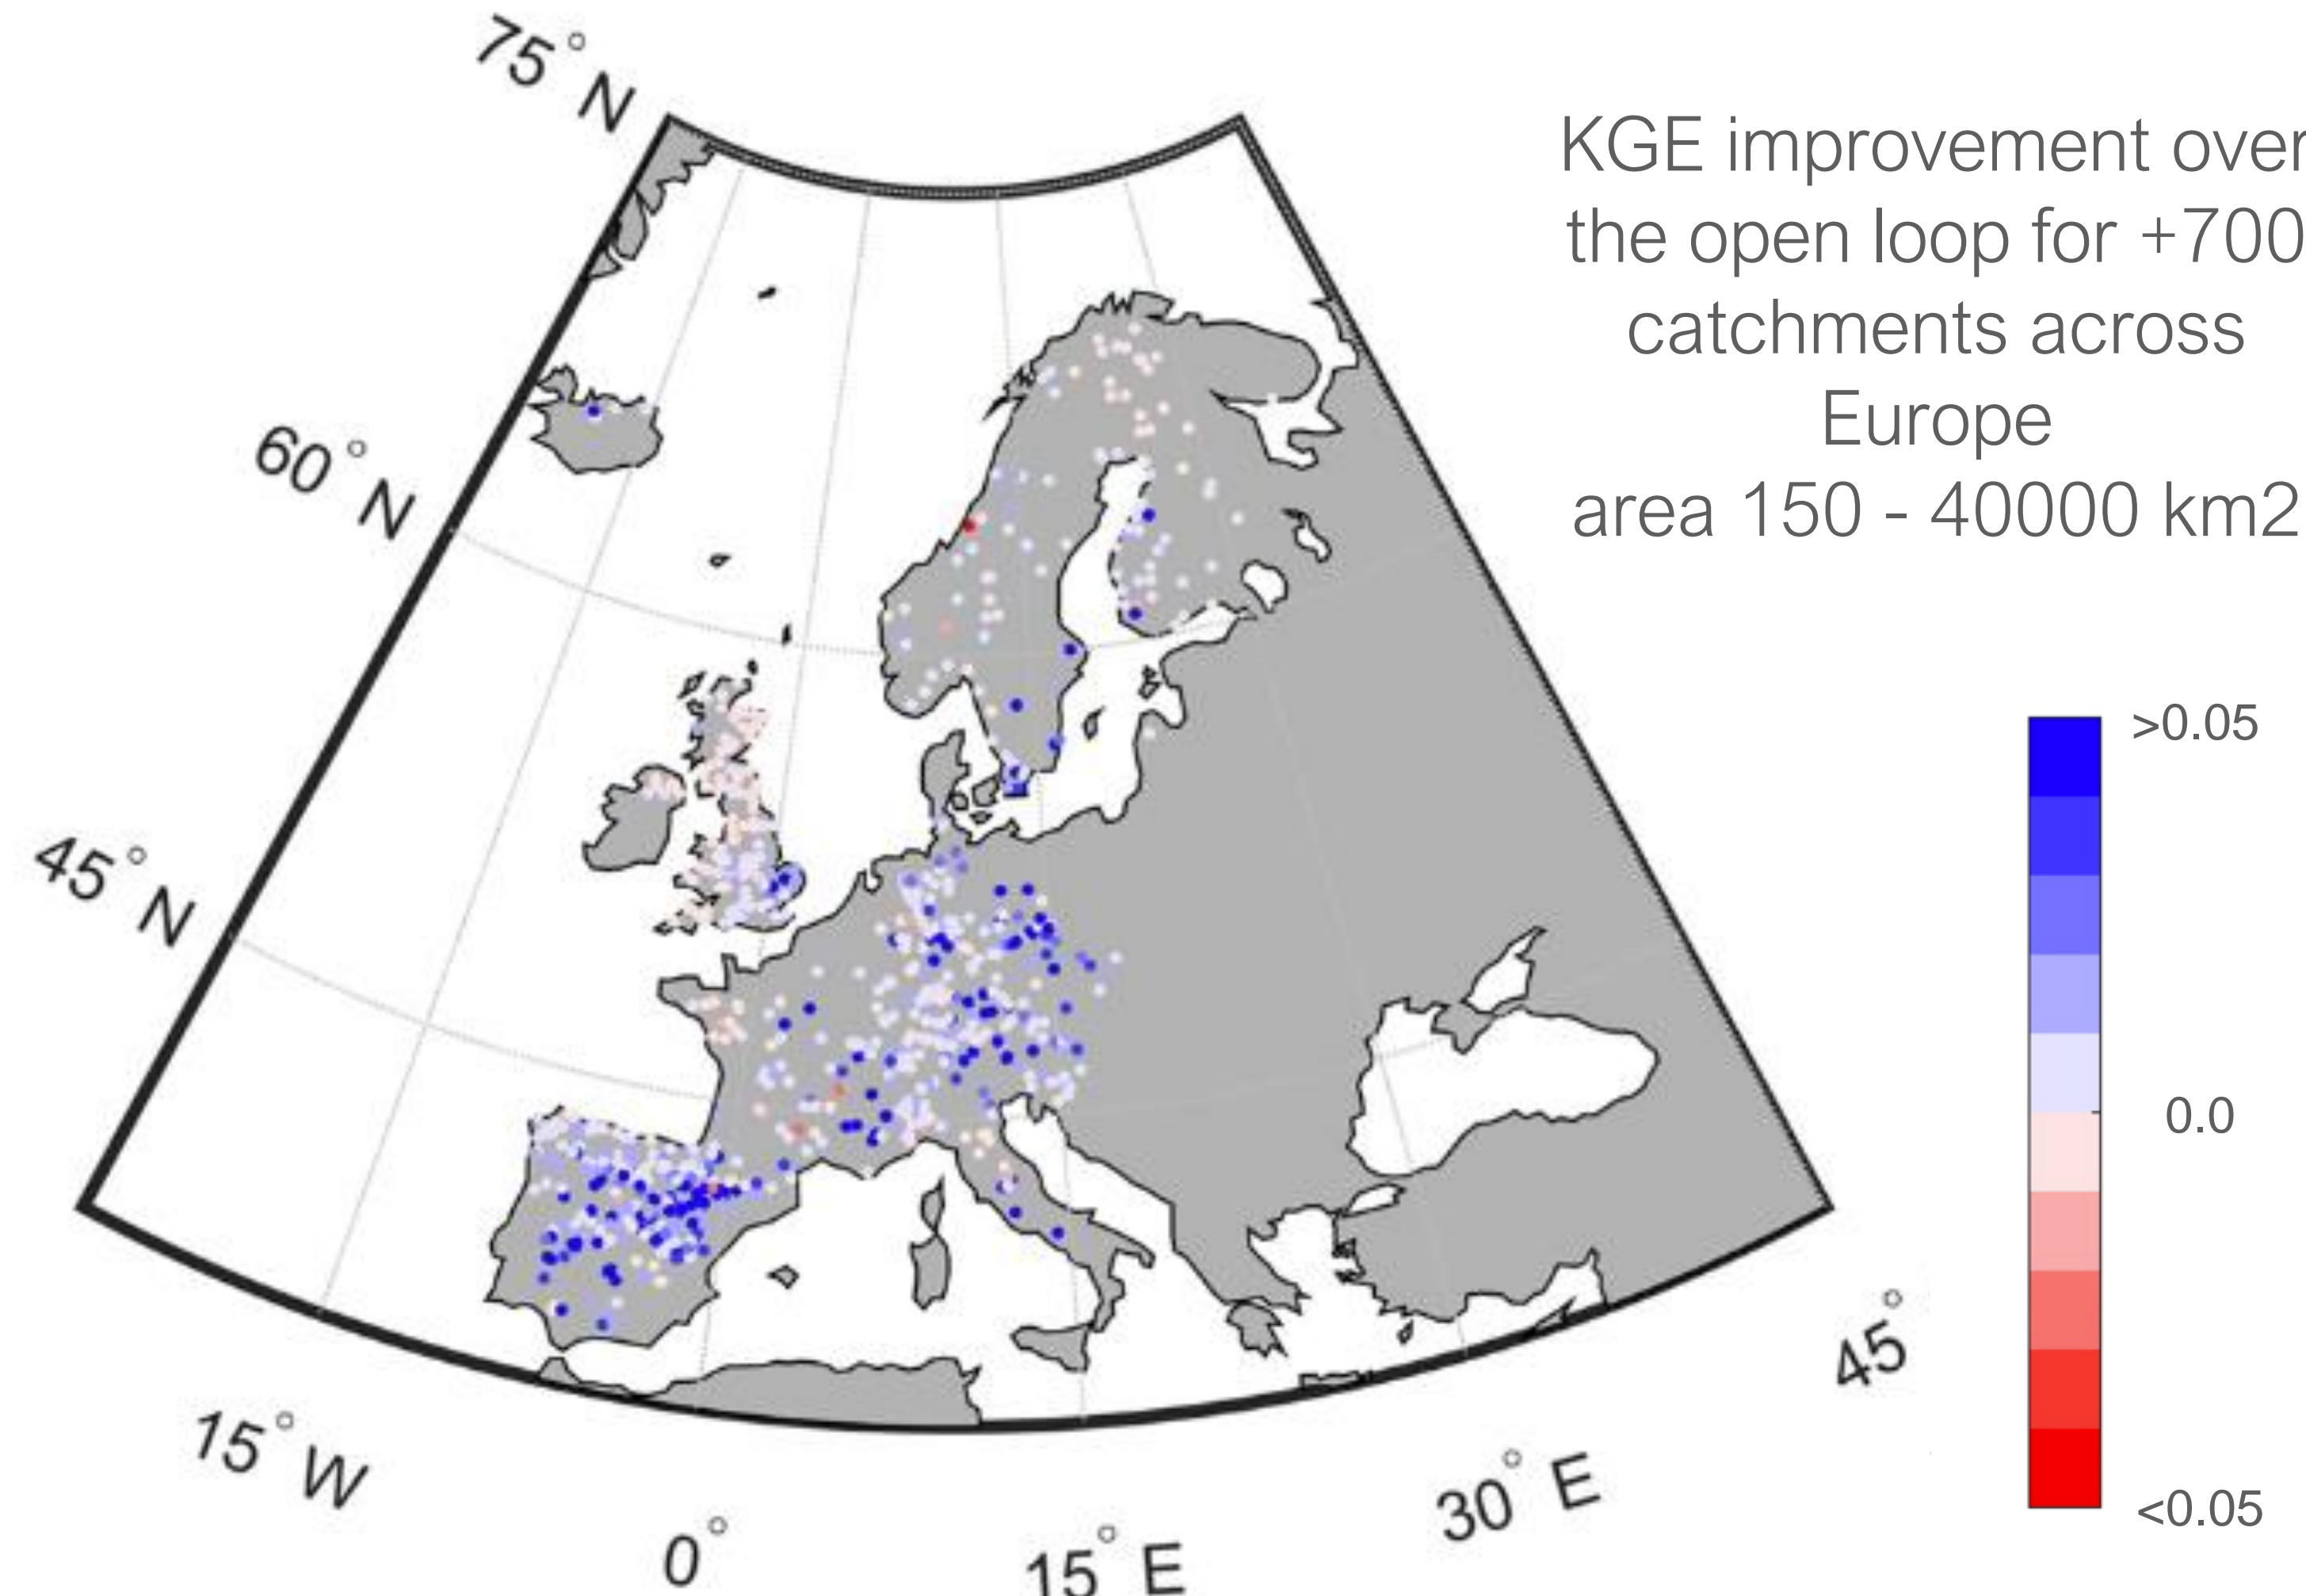 75° N
KGE improvement over
the open loop for +700
catchments across
Europe
area 150 - 40000 km2
60° N
45° N
>0.05
0.0
<0.05
15° W
0°
15° E
30° E
45°